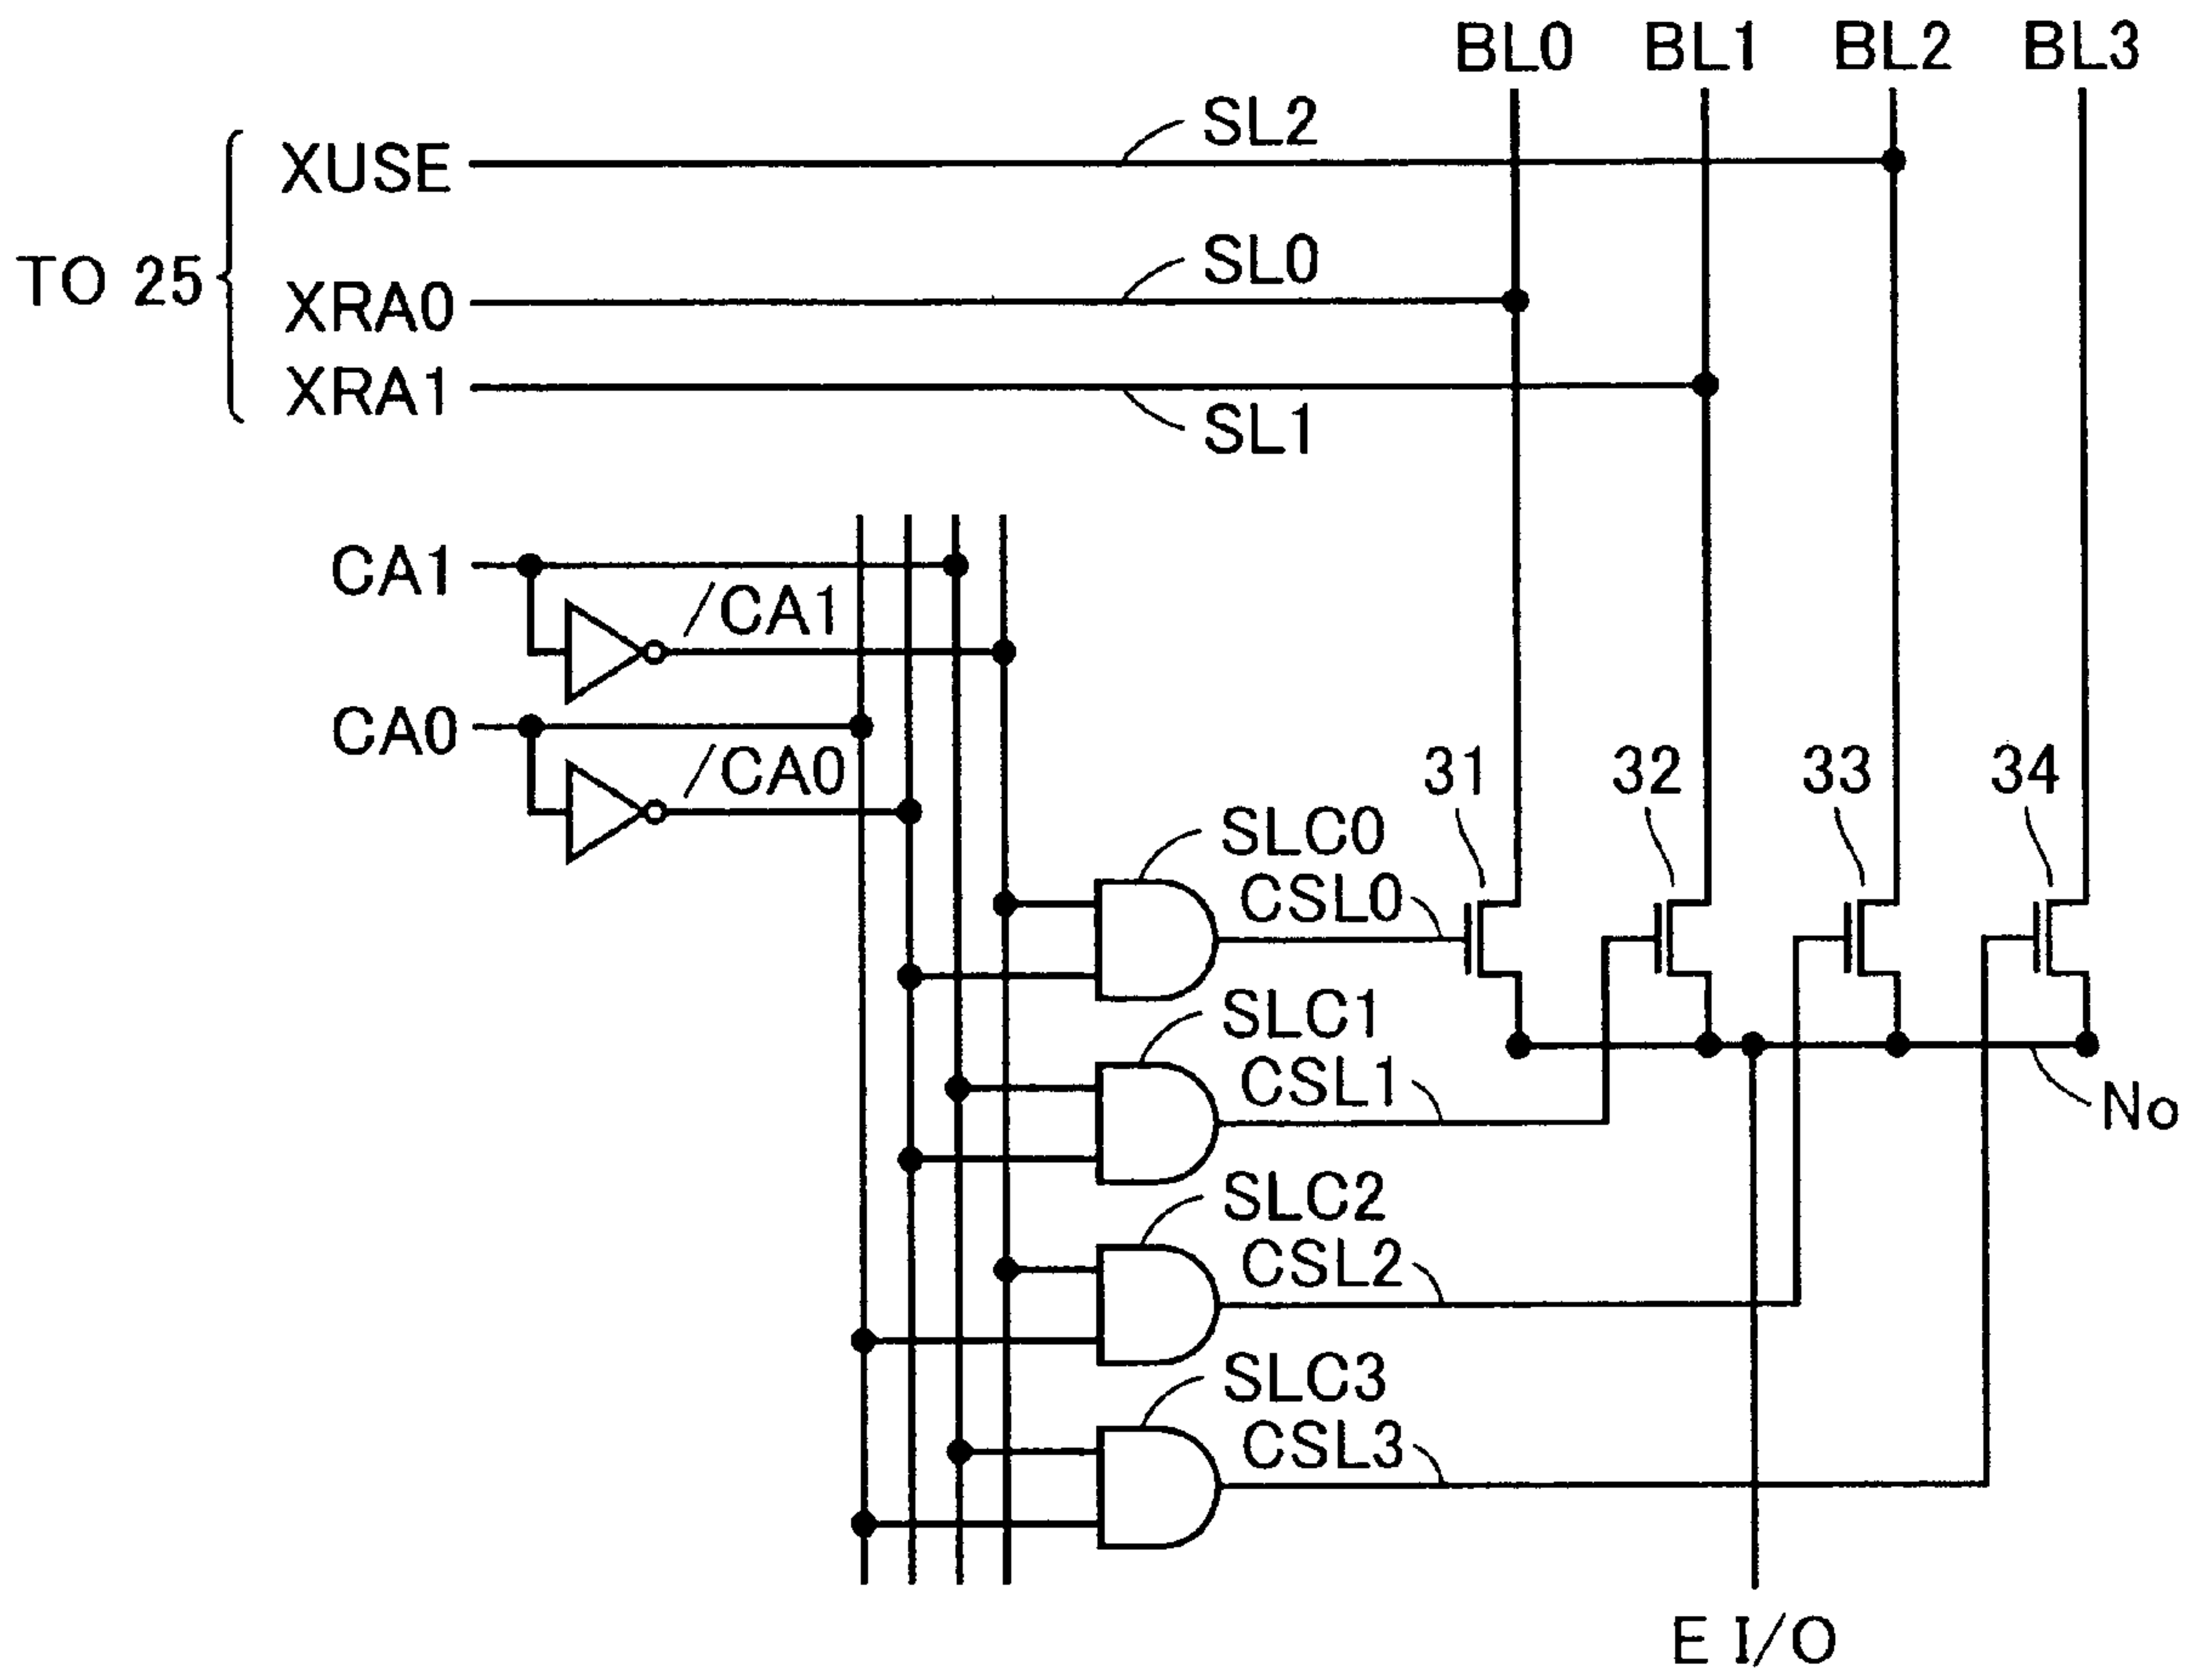 BL0 BL1 BL2 BL3
SL2
XUSE
SL0
TO 25
XRA0
XRA1
SL1
CA1
/CA1
CA0
/CA0
31 32 33 34
SLC0
CSL0
SLC1
CSL1
No
SLC2
CSL2
SLC3
CSL3
E I/O